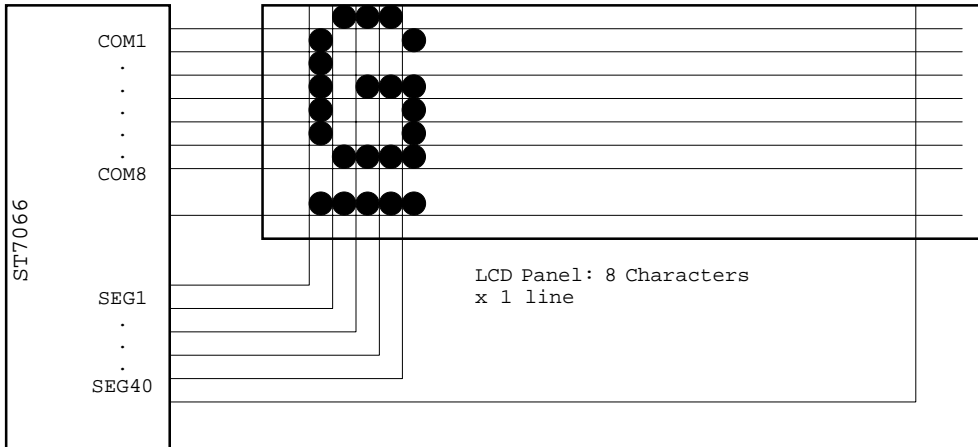 COM1
.
.
.
.
.
COM8
ST7066
LCD Panel: 8 Characters
x 1 line
SEG1
.
.
.
SEG40